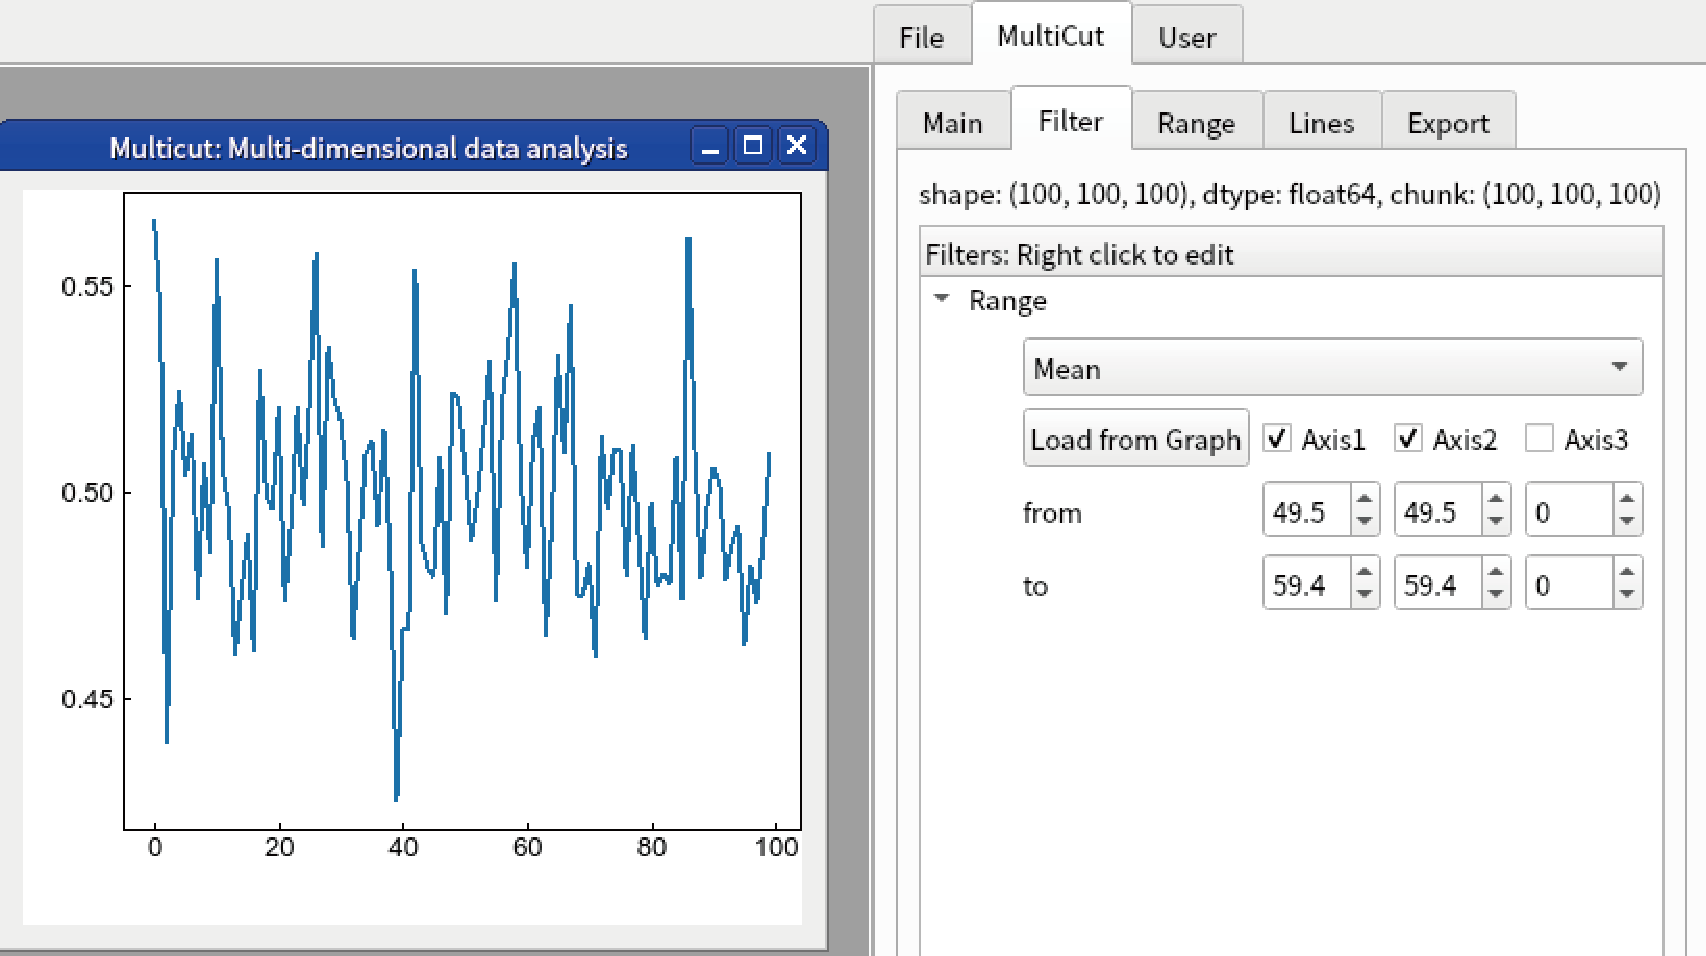 File MultiCut User
Main Filter Range Lines Export
Multicut: Multi-dimensional data analysis
0.55
0.50
0.45
0 20 40 60 80 100
shape: (100, 100, 100), dtype: float64, chunk: (100, 100, 100)
Filters: Right click to edit
Range
Mean
Load from Graph Axis1 Axis2 Axis3
from 49.5 49.5 0
to 59.4 59.4 0